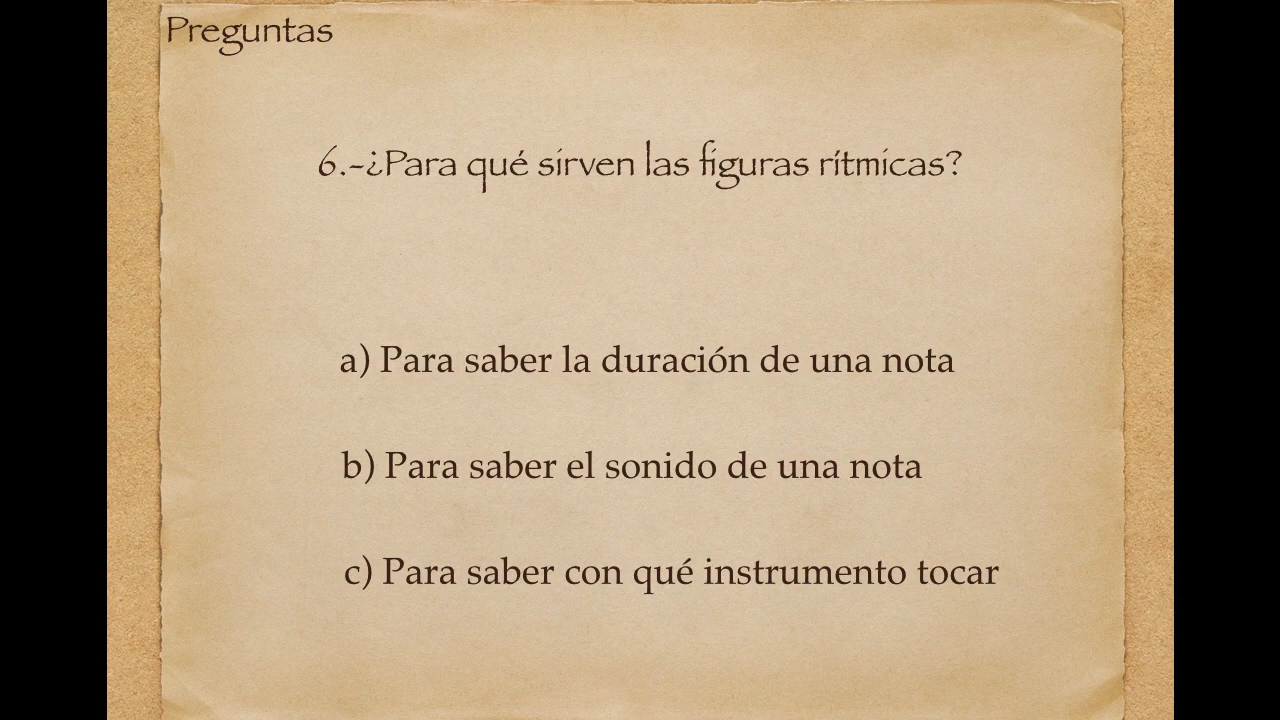 Preguntas
6.-¿Para qué sirven las figuras rítmicas?
a) Para saber la duración de una nota
b) Para saber el sonido de una nota
c) Para saber con qué instrumento tocar